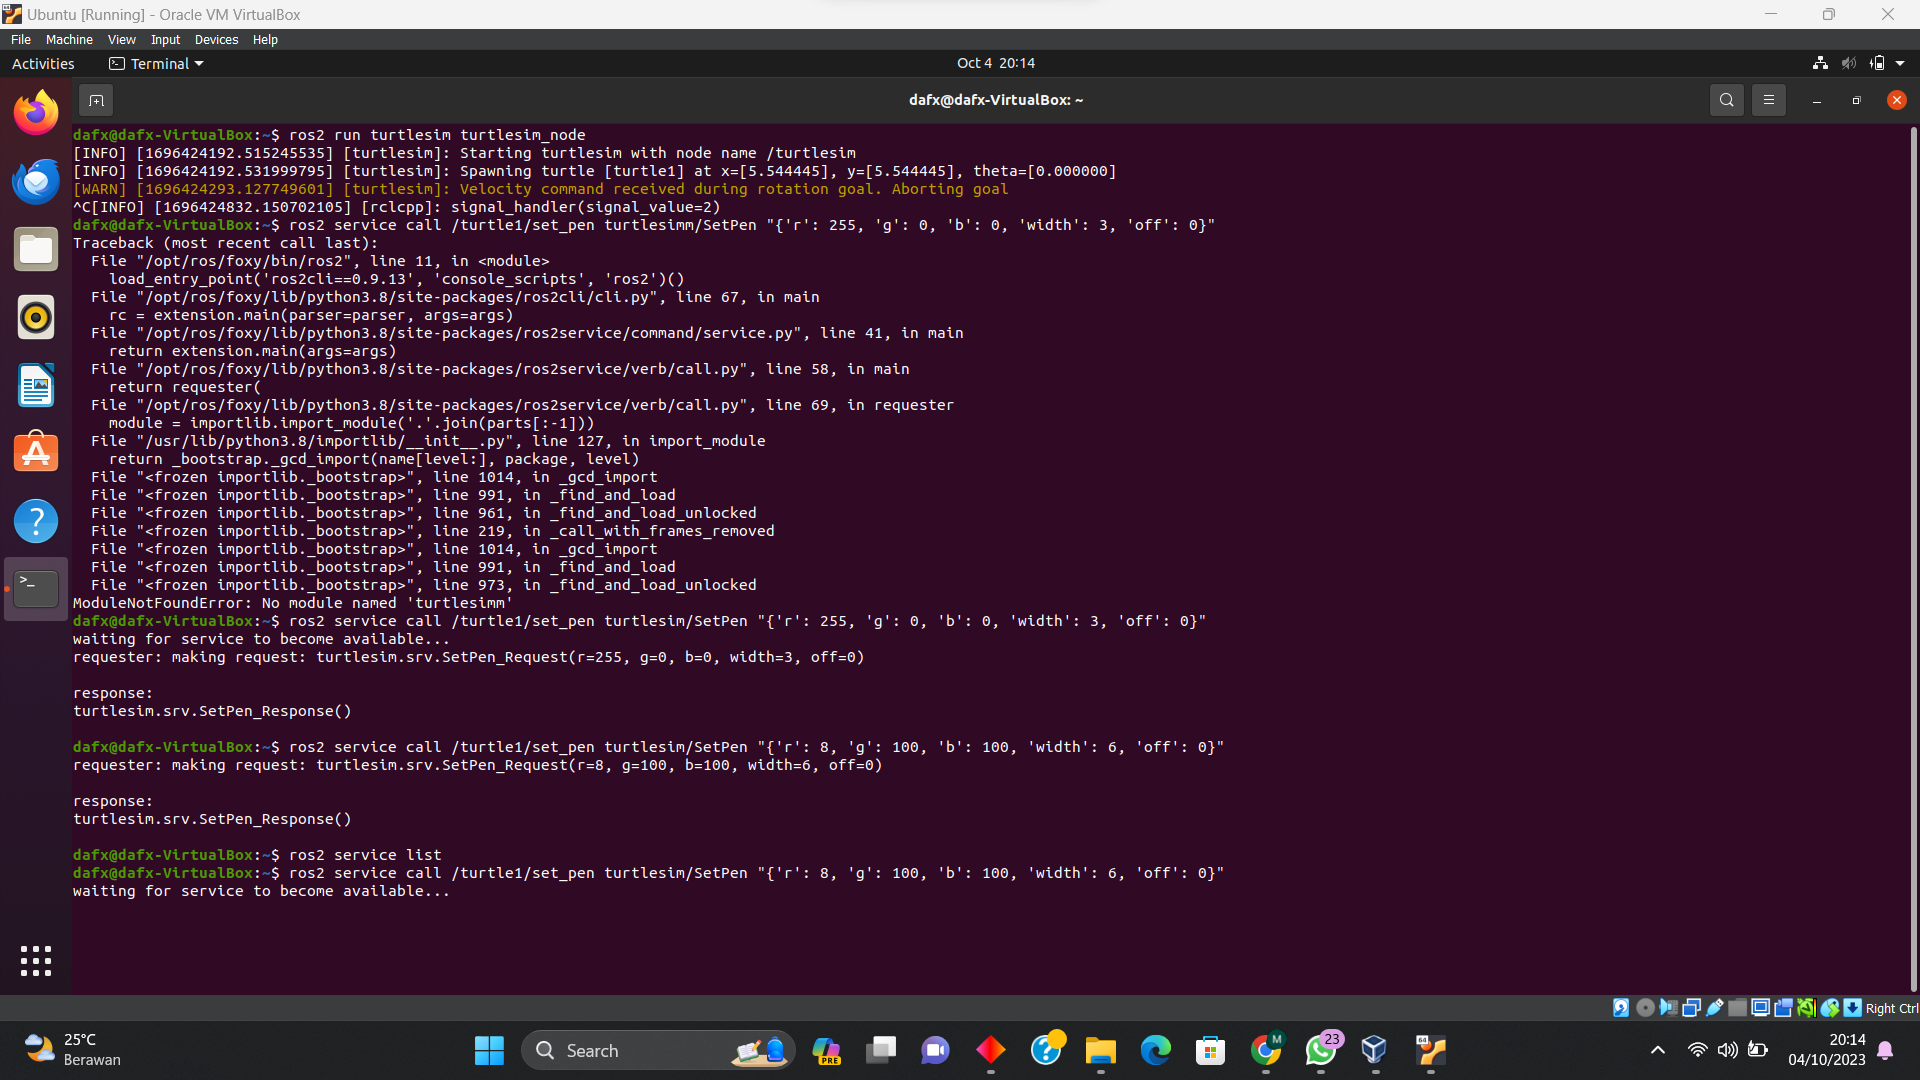 Ubuntu [Running] - Oracle VM VirtualBox
File Machine View Input Devices Help
Activities Terminal Oct 4 20:14
dafx@dafx-VirtualBox: ~
dafx@dafx-VirtualBox:~$ ros2 run turtlesim turtlesim_node
[INFO] [1696424192.515245535] [turtlesim]: Starting turtlesim with node name /turtlesim
[INFO] [1696424192.531999795] [turtlesim]: Spawning turtle [turtle1] at x=[5.544445], y=[5.544445], theta=[0.000000]
[WARN] [1696424293.127749601] [turtlesim]: Velocity command received during rotation goal. Aborting goal
^C[INFO] [1696424832.150702105] [rclcpp]: signal_handler(signal_value=2)
dafx@dafx-VirtualBox:~$ ros2 service call /turtle1/set_pen turtlesimm/SetPen "{'r': 255, 'g': 0, 'b': 0, 'width': 3, 'off': 0}"
Traceback (most recent call last):
  File "/opt/ros/foxy/bin/ros2", line 11, in <module>
    load_entry_point('ros2cli==0.9.13', 'console_scripts', 'ros2')()
  File "/opt/ros/foxy/lib/python3.8/site-packages/ros2cli/cli.py", line 67, in main
    rc = extension.main(parser=parser, args=args)
  File "/opt/ros/foxy/lib/python3.8/site-packages/ros2service/command/service.py", line 41, in main
    return extension.main(args=args)
  File "/opt/ros/foxy/lib/python3.8/site-packages/ros2service/verb/call.py", line 58, in main
    return requester(
  File "/opt/ros/foxy/lib/python3.8/site-packages/ros2service/verb/call.py", line 69, in requester
    module = importlib.import_module('.'.join(parts[:-1]))
  File "/usr/lib/python3.8/importlib/__init__.py", line 127, in import_module
    return _bootstrap._gcd_import(name[level:], package, level)
  File "<frozen importlib._bootstrap>", line 1014, in _gcd_import
  File "<frozen importlib._bootstrap>", line 991, in _find_and_load
  File "<frozen importlib._bootstrap>", line 961, in _find_and_load_unlocked
  File "<frozen importlib._bootstrap>", line 219, in _call_with_frames_removed
  File "<frozen importlib._bootstrap>", line 1014, in _gcd_import
  File "<frozen importlib._bootstrap>", line 991, in _find_and_load
  File "<frozen importlib._bootstrap>", line 973, in _find_and_load_unlocked
ModuleNotFoundError: No module named 'turtlesimm'
dafx@dafx-VirtualBox:~$ ros2 service call /turtle1/set_pen turtlesim/SetPen "{'r': 255, 'g': 0, 'b': 0, 'width': 3, 'off': 0}"
waiting for service to become available...
requester: making request: turtlesim.srv.SetPen_Request(r=255, g=0, b=0, width=3, off=0)
response:
turtlesim.srv.SetPen_Response()
dafx@dafx-VirtualBox:~$ ros2 service call /turtle1/set_pen turtlesim/SetPen "{'r': 8, 'g': 100, 'b': 100, 'width': 6, 'off': 0}"
requester: making request: turtlesim.srv.SetPen_Request(r=8, g=100, b=100, width=6, off=0)
response:
turtlesim.srv.SetPen_Response()
dafx@dafx-VirtualBox:~$ ros2 service list
dafx@dafx-VirtualBox:~$ ros2 service call /turtle1/set_pen turtlesim/SetPen "{'r': 8, 'g': 100, 'b': 100, 'width': 6, 'off': 0}"
waiting for service to become available...
Right Ctrl
25°C
Berawan
Search
PRE
M
23
64
20:14
04/10/2023